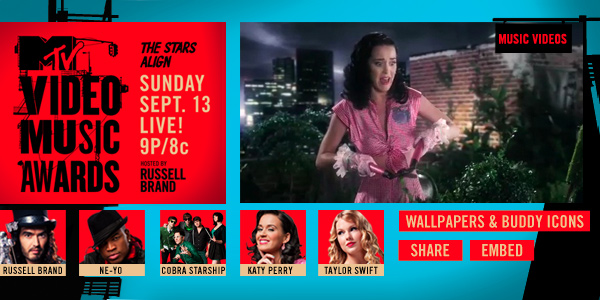 MTV
VIDEO
MUSIC
AWARDS
THE STARS
ALIGN
SUNDAY
SEPT. 13
LIVE!
9P/8c
HOSTED BY
RUSSELL
BRAND
MUSIC VIDEOS
RUSSELL BRAND
NE-YO
COBRA STARSHIP
KATY PERRY
TAYLOR SWIFT
WALLPAPERS & BUDDY ICONS
SHARE
EMBED